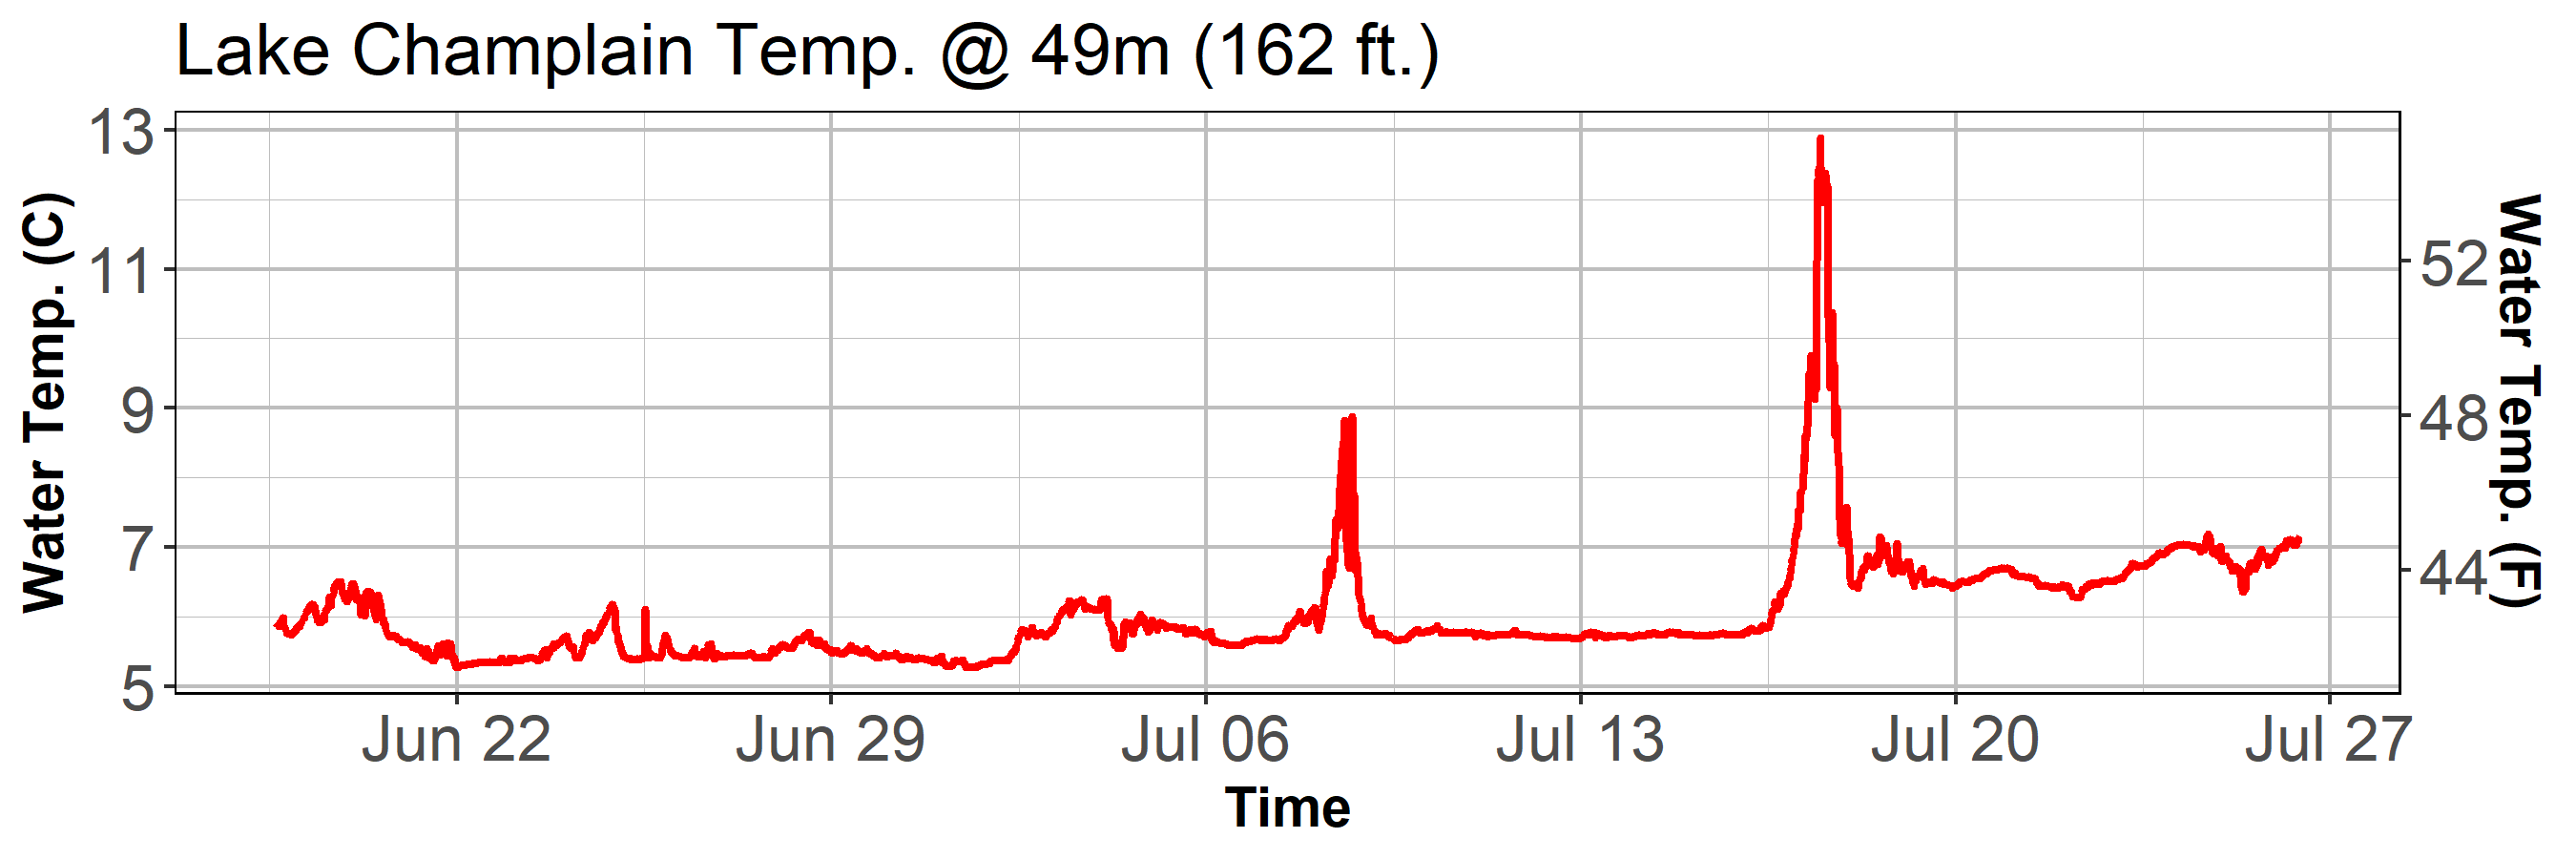 Lake Champlain Temp. @ 49m (162 ft.)
Water Temp. (C)
13
11
9
7
5
52
48
44
Water Temp. (F)
Jun 22 Jun 29 Jul 06 Jul 13 Jul 20 Jul 27
Time